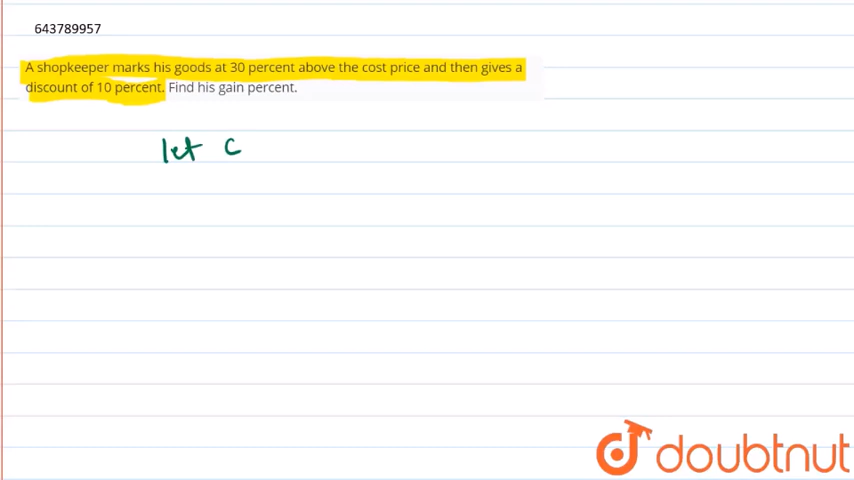 643789957
A shopkeeper marks his goods at 30 percent above the cost price and then gives a
discount of 10 percent. Find his gain percent.
let c
doubtnut